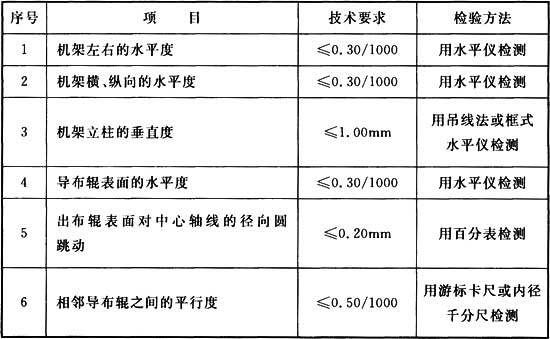 序号 项 目 技术要求 检验方法
1 机架左右的水平度 ≤0.30/1000 用水平仪检测
2 机架横、纵向的水平度 ≤0.30/1000 用水平仪检测
3 机架立柱的垂直度 ≤1.00mm 用吊线法或框式
水平仪检测
4 导布辊表面的水平度 ≤0.30/1000 用水平仪检测
5 出布辊表面对中心轴线的径向圆 ≤0.20mm 用百分表检测
跳动
6 相邻导布辊之间的平行度 ≤0.50/1000 用游标卡尺或内径
千分尺检测